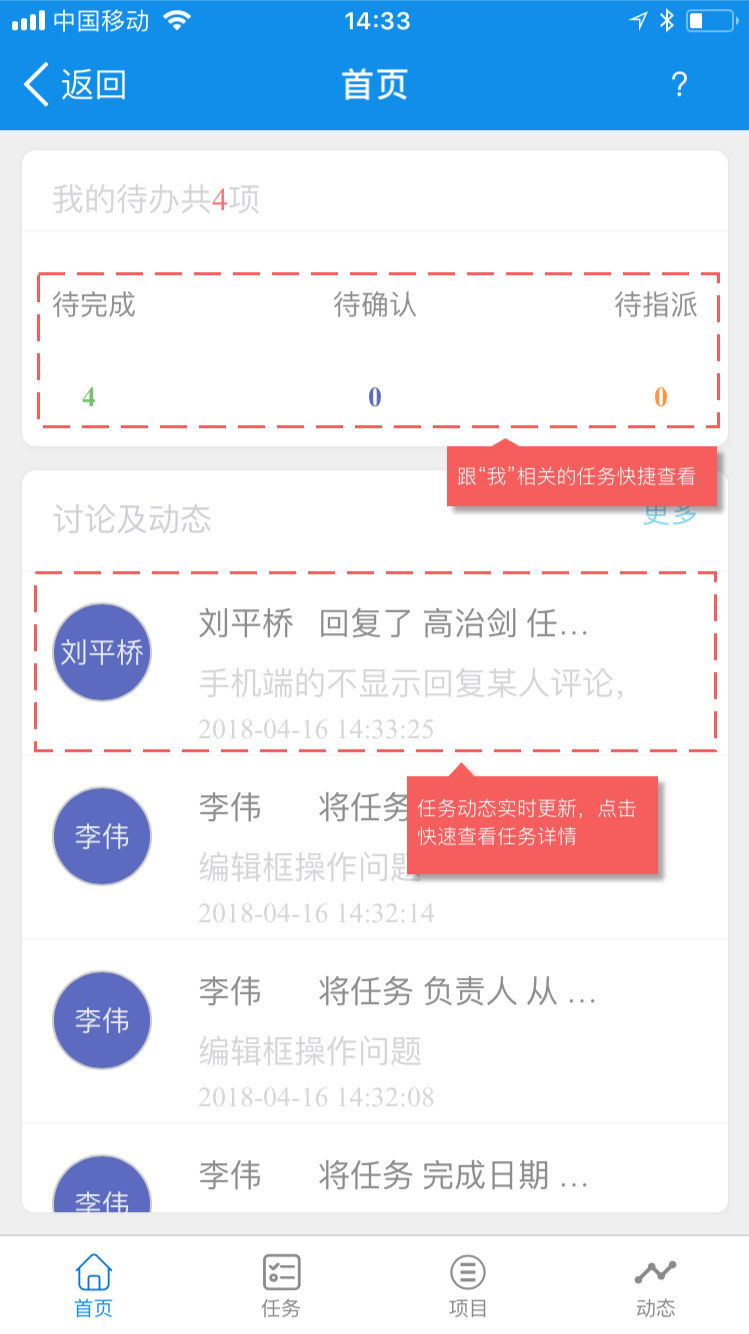 中国移动 14:33
返回 首页 ?
我的待办共4项
待完成 待确认 待指派
4 0 0
跟“我”相关的任务快捷查看
讨论及动态 更多
刘平桥 刘平桥 回复了 高治剑 任...
手机端的不显示回复某人评论,
2018-04-16 14:33:25
任务动态实时更新，点击
快速查看任务详情
李伟 李伟 将任务
编辑框操作问题
2018-04-16 14:32:14
李伟 李伟 将任务 负责人 从 ...
编辑框操作问题
2018-04-16 14:32:08
李伟 李伟 将任务 完成日期 ...
首页 任务 项目 动态